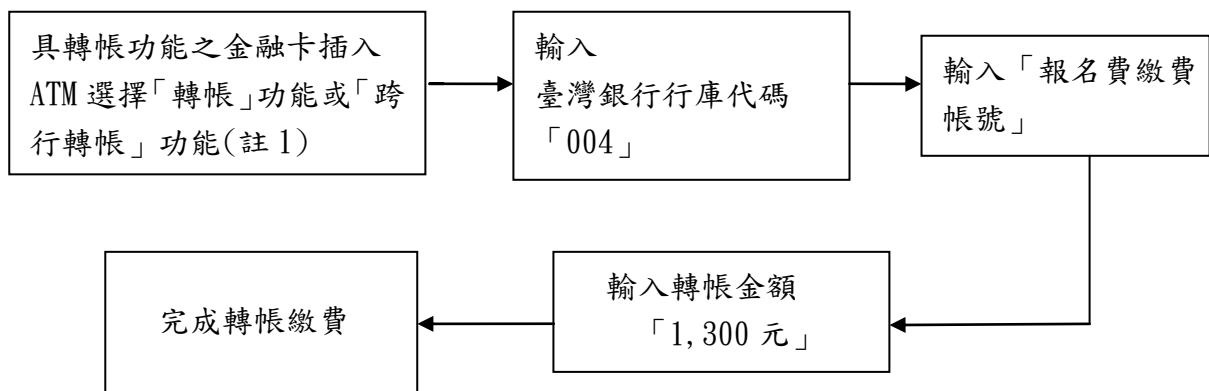 具轉帳功能之金融卡插入
ATM 選擇「轉帳」功能或「跨
行轉帳」功能(註 1)
輸入
臺灣銀行行庫代碼
「004」
輸入「報名費繳費
帳號」
輸入轉帳金額
「1,300 元」
完成轉帳繳費